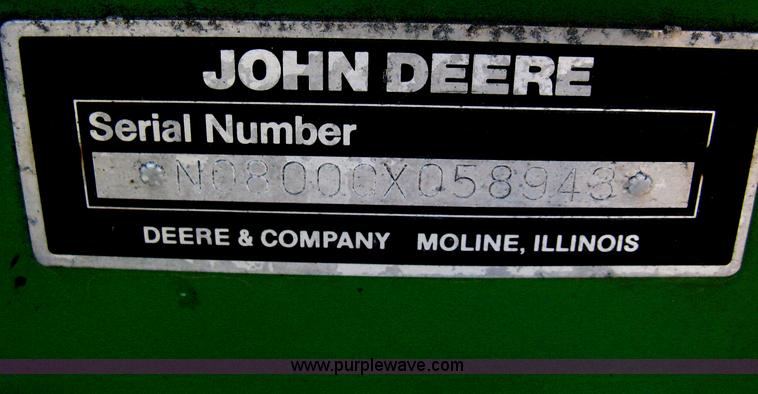 JOHN DEERE
Serial Number
*N08000X058943*
DEERE & COMPANY MOLINE, ILLINOIS
www.purplewave.com